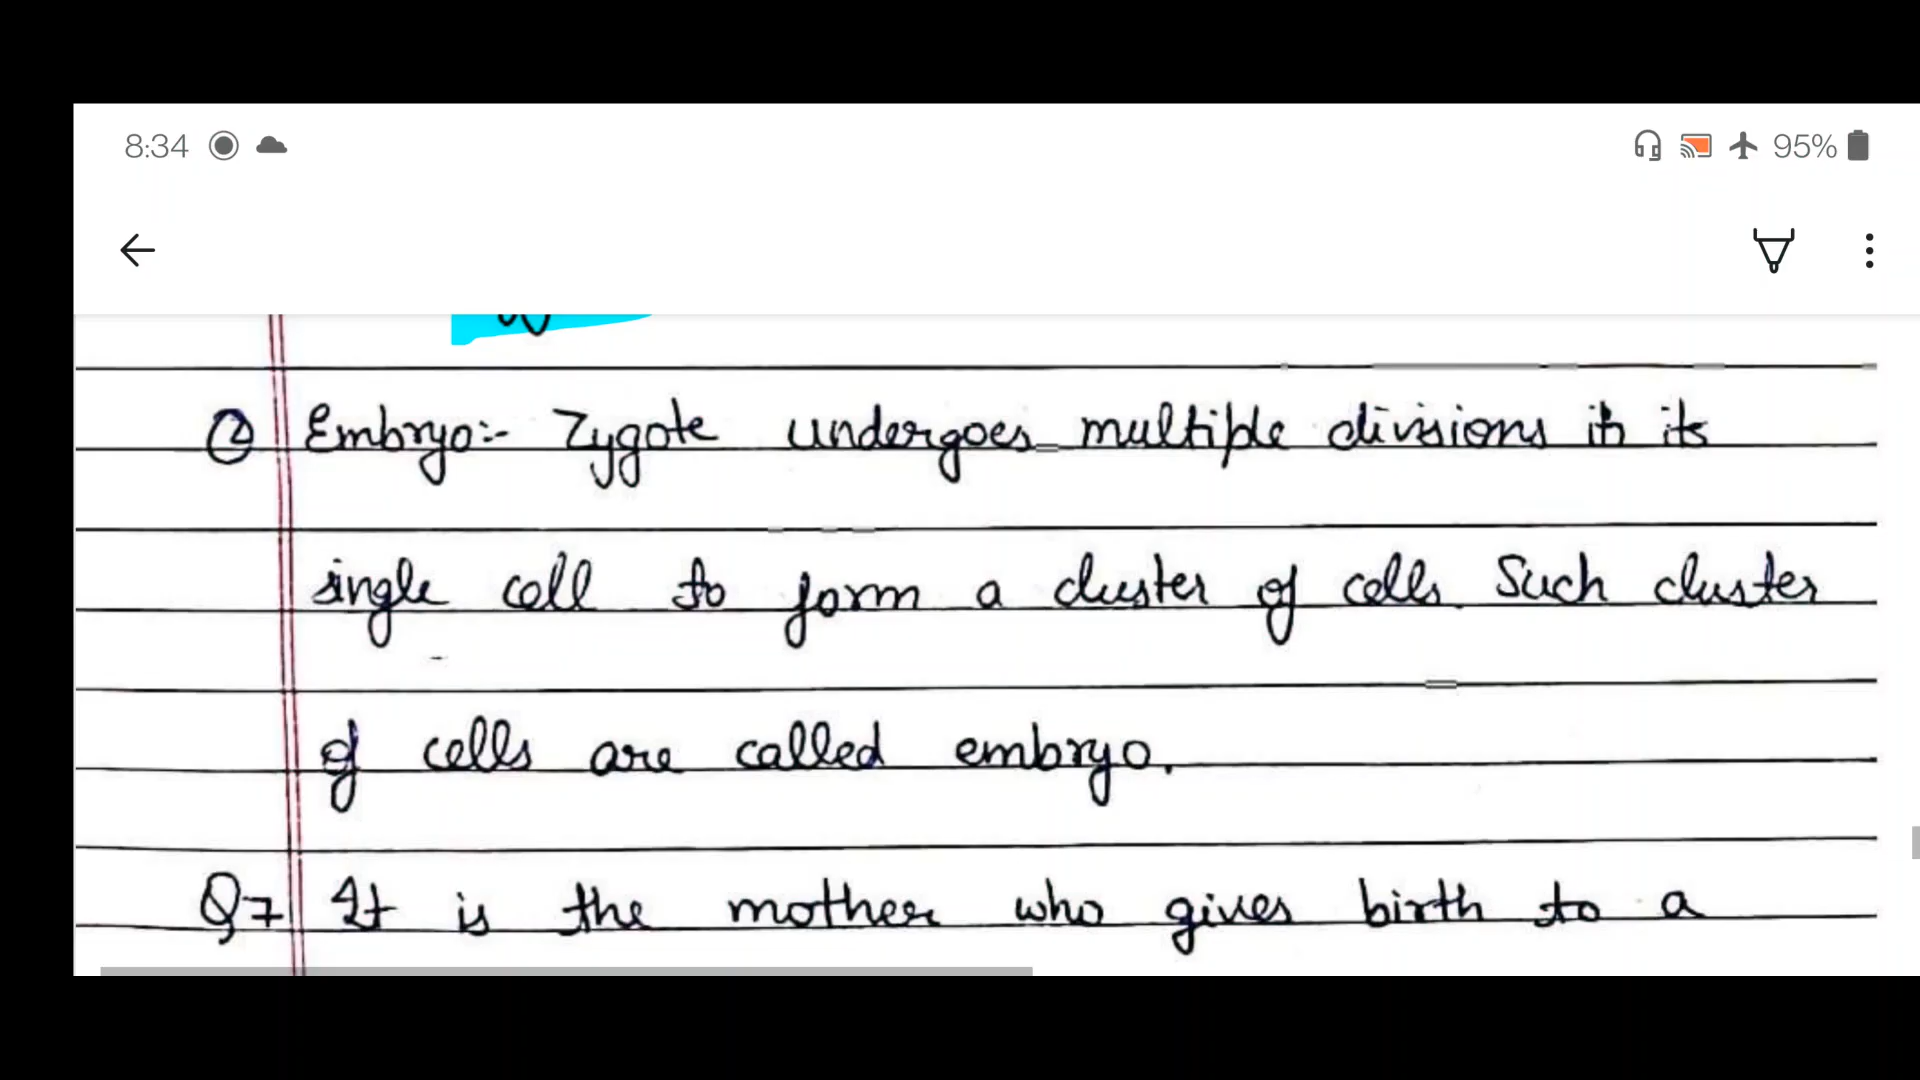 8:34 95%
② Embryo:- Zygote undergoes multiple divisions in its
single cell to form a cluster of cells. Such cluster
of cells are called embryo.
Q7 It is the mother who gives birth to a